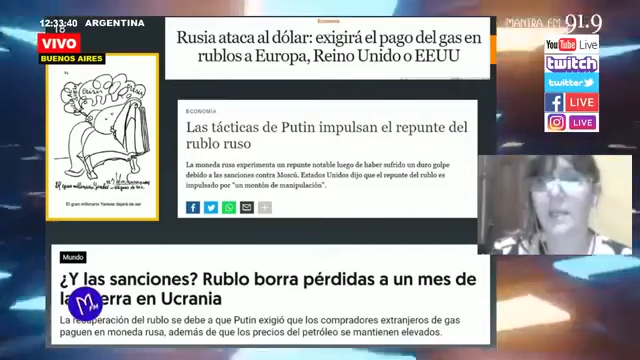 12:33:40 ARGENTINA
18
VIVO
BUENOS AIRES
El gran millonario Yankee dejará de ser
Economía
Rusia ataca al dólar: exigirá el pago del gas en
rublos a Europa, Reino Unido o EEUU
ECONOMÍA
Las tácticas de Putin impulsan el repunte del
rublo ruso
La moneda rusa experimenta un repunte notable luego de haber sufrido un duro golpe
debido a las sanciones contra Moscú. Estados Unidos dijo que el repunte del rublo es
impulsado por "un montón de manipulación".
Mundo
¿Y las sanciones? Rublo borra pérdidas a un mes de
en Ucrania
La recuperación del rublo se debe a que Putin exigió que los compradores extranjeros de gas
paguen en moneda rusa, además de que los precios del petróleo se mantienen elevados.
MANTRA FM 91.9
YouTube Live
twitch
twitter
LIVE
LIVE